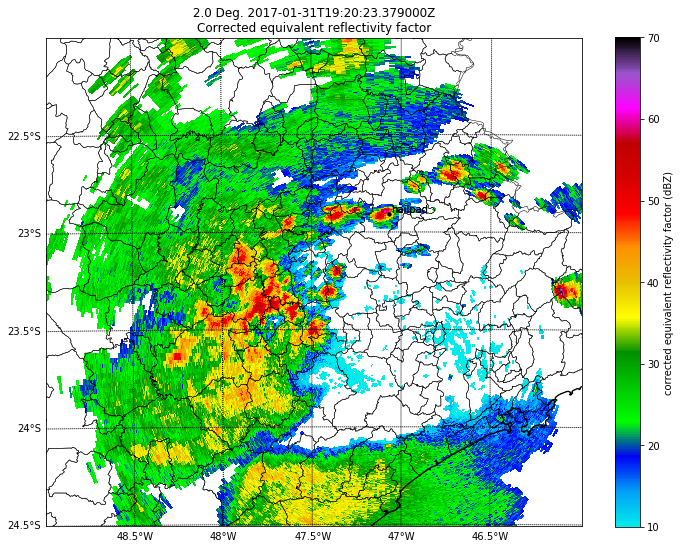 2.0 Deg. 2017-01-31T19:20:23.379000Z
Corrected equivalent reflectivity factor
22.5°S
23°S
23.5°S
24°S
24.5°S
48.5°W
48°W
47.5°W
47°W
46.5°W
70
60
50
40
30
20
10
corrected equivalent reflectivity factor (dBZ)